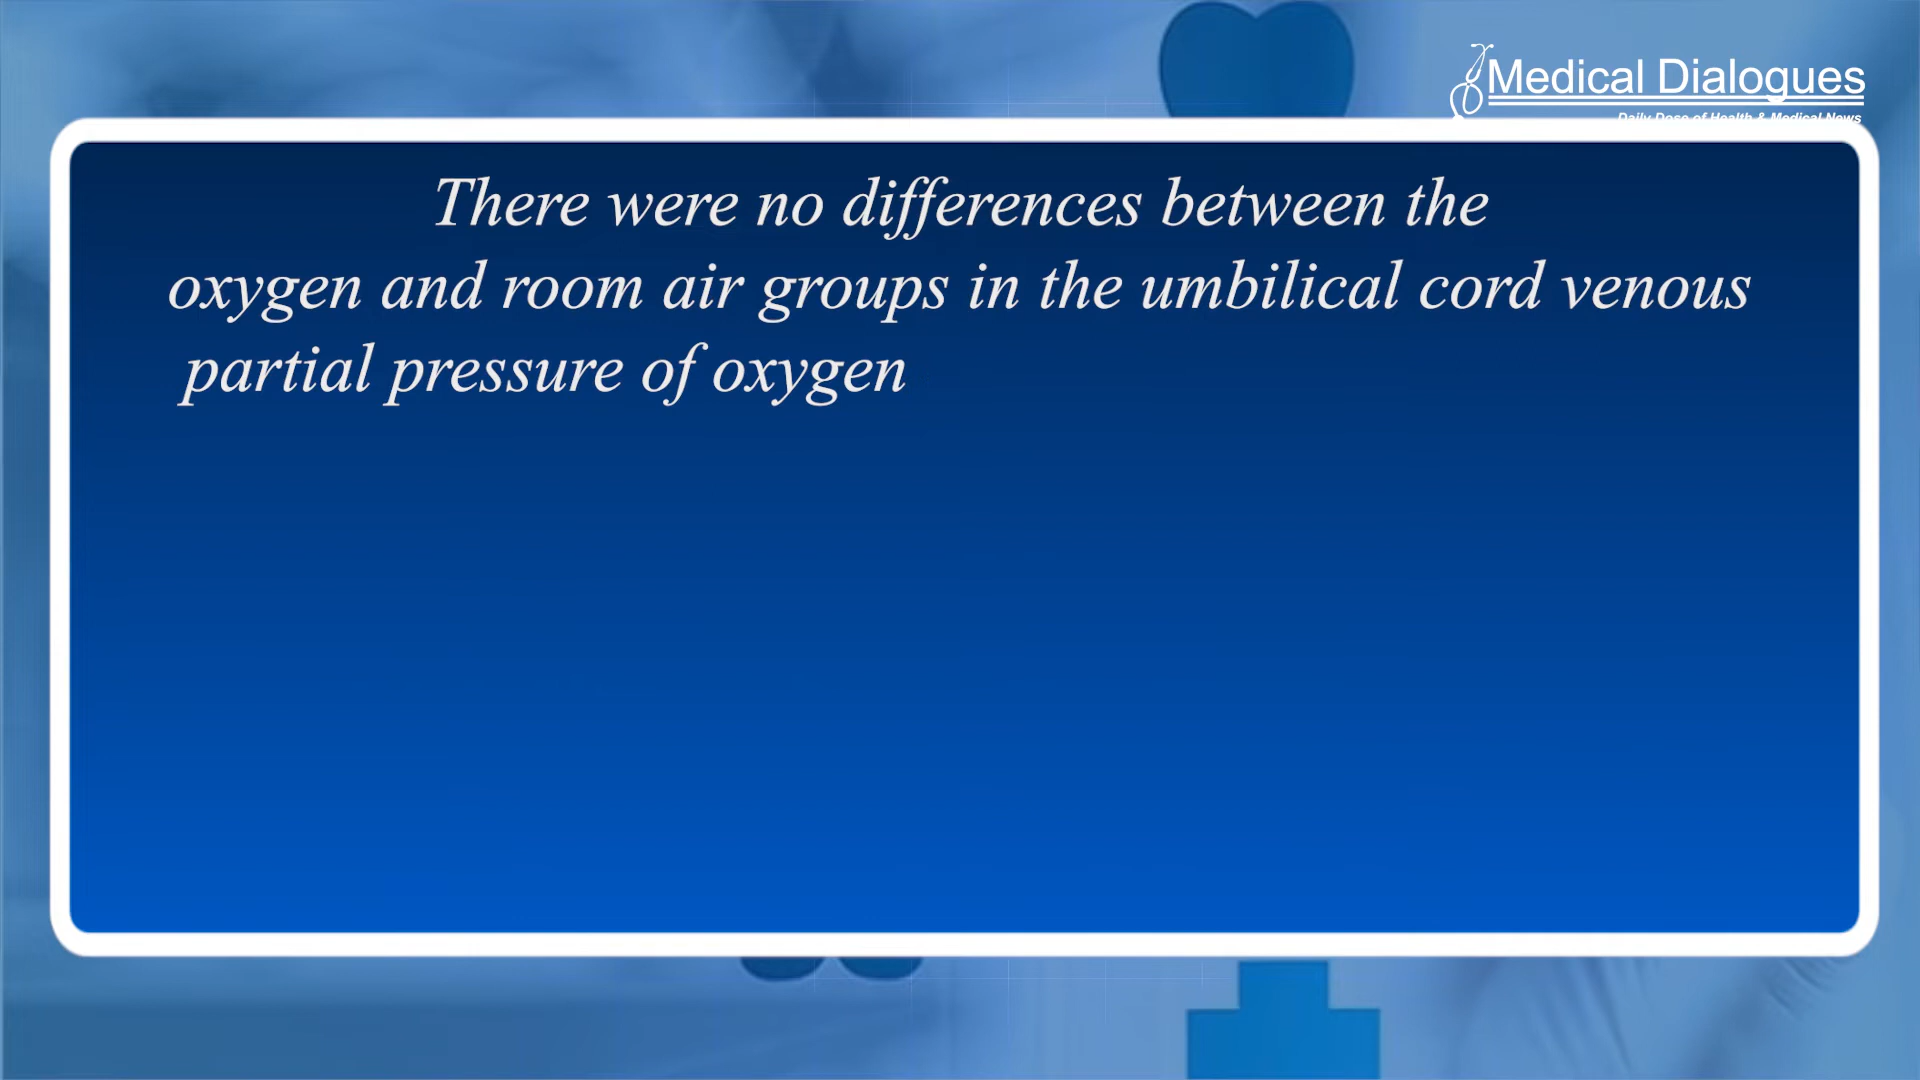 Medical Dialogues
Daily Dose of Health & Medical News
There were no differences between the
oxygen and room air groups in the umbilical cord venous
partial pressure of oxygen